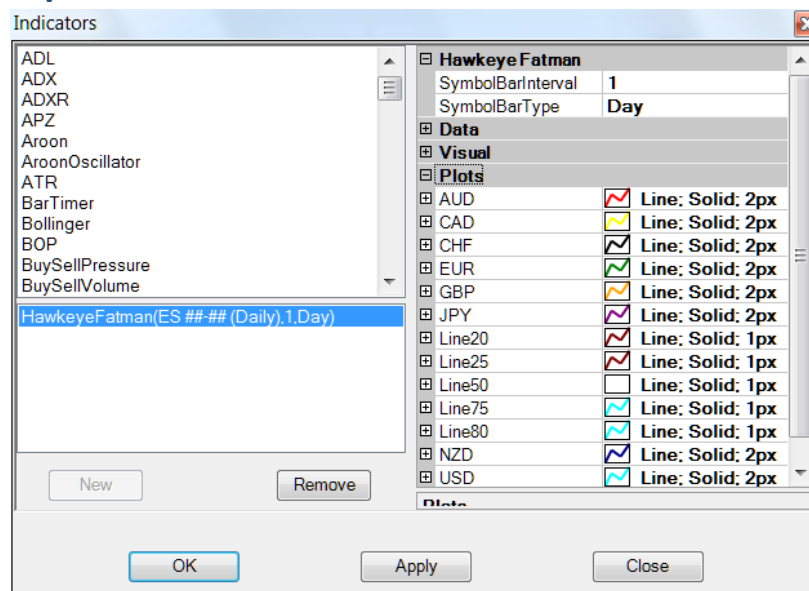 Indicators
ADL
ADX
ADXR
APZ
Aroon
AroonOscillator
ATR
BarTimer
Bollinger
BOP
BuySellPressure
BuySellVolume
HawkeyeFatman(ES ##-## (Daily),1,Day)
New
Remove
Hawkeye Fatman
SymbolBarInterval 1
SymbolBarType Day
Data
Visual
Plots
AUD Line; Solid; 2px
CAD Line; Solid; 2px
CHF Line; Solid; 2px
EUR Line; Solid; 2px
GBP Line; Solid; 2px
JPY Line; Solid; 2px
Line20 Line; Solid; 1px
Line25 Line; Solid; 1px
Line50 Line; Solid; 1px
Line75 Line; Solid; 1px
Line80 Line; Solid; 1px
NZD Line; Solid; 2px
USD Line; Solid; 2px
Plots
OK Apply Close